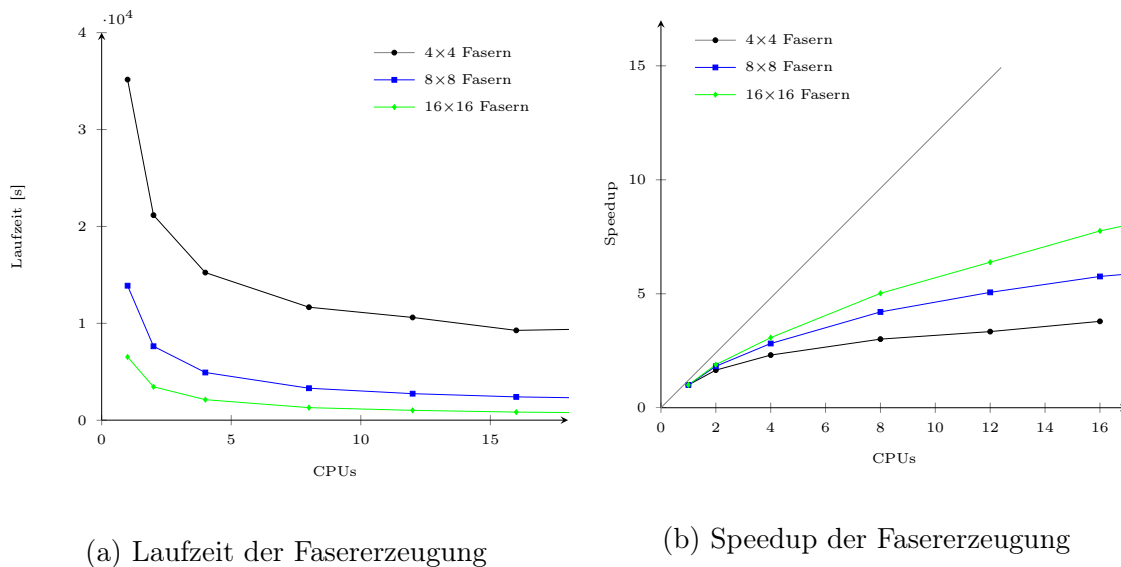 ·10⁴
4
3
2
1
0
0
5
10
15
Laufzeit [s]
CPUs
4×4 Fasern
8×8 Fasern
16×16 Fasern
(a) Laufzeit der Fasererzeugung
15
10
5
0
0
2
4
6
8
10
12
14
16
Speedup
CPUs
4×4 Fasern
8×8 Fasern
16×16 Fasern
(b) Speedup der Fasererzeugung